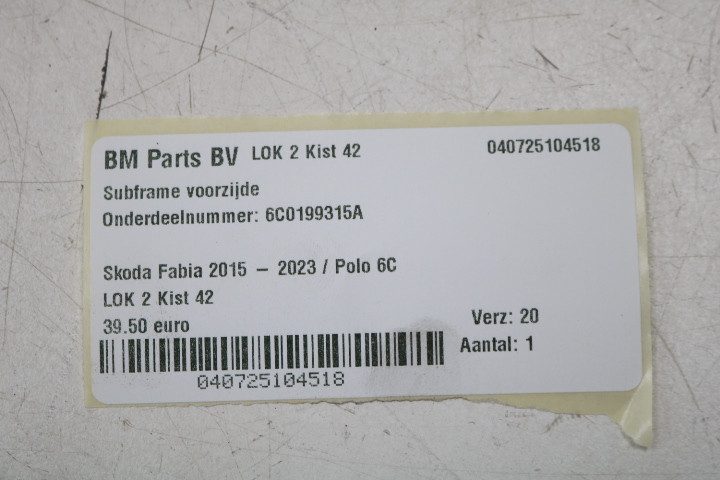 BM Parts BV LOK 2 Kist 42 040725104518
Subframe voorzijde
Onderdeelnummer: 6C0199315A
Skoda Fabia 2015 – 2023 / Polo 6C
LOK 2 Kist 42
39.50 euro Verz: 20
Aantal: 1
040725104518